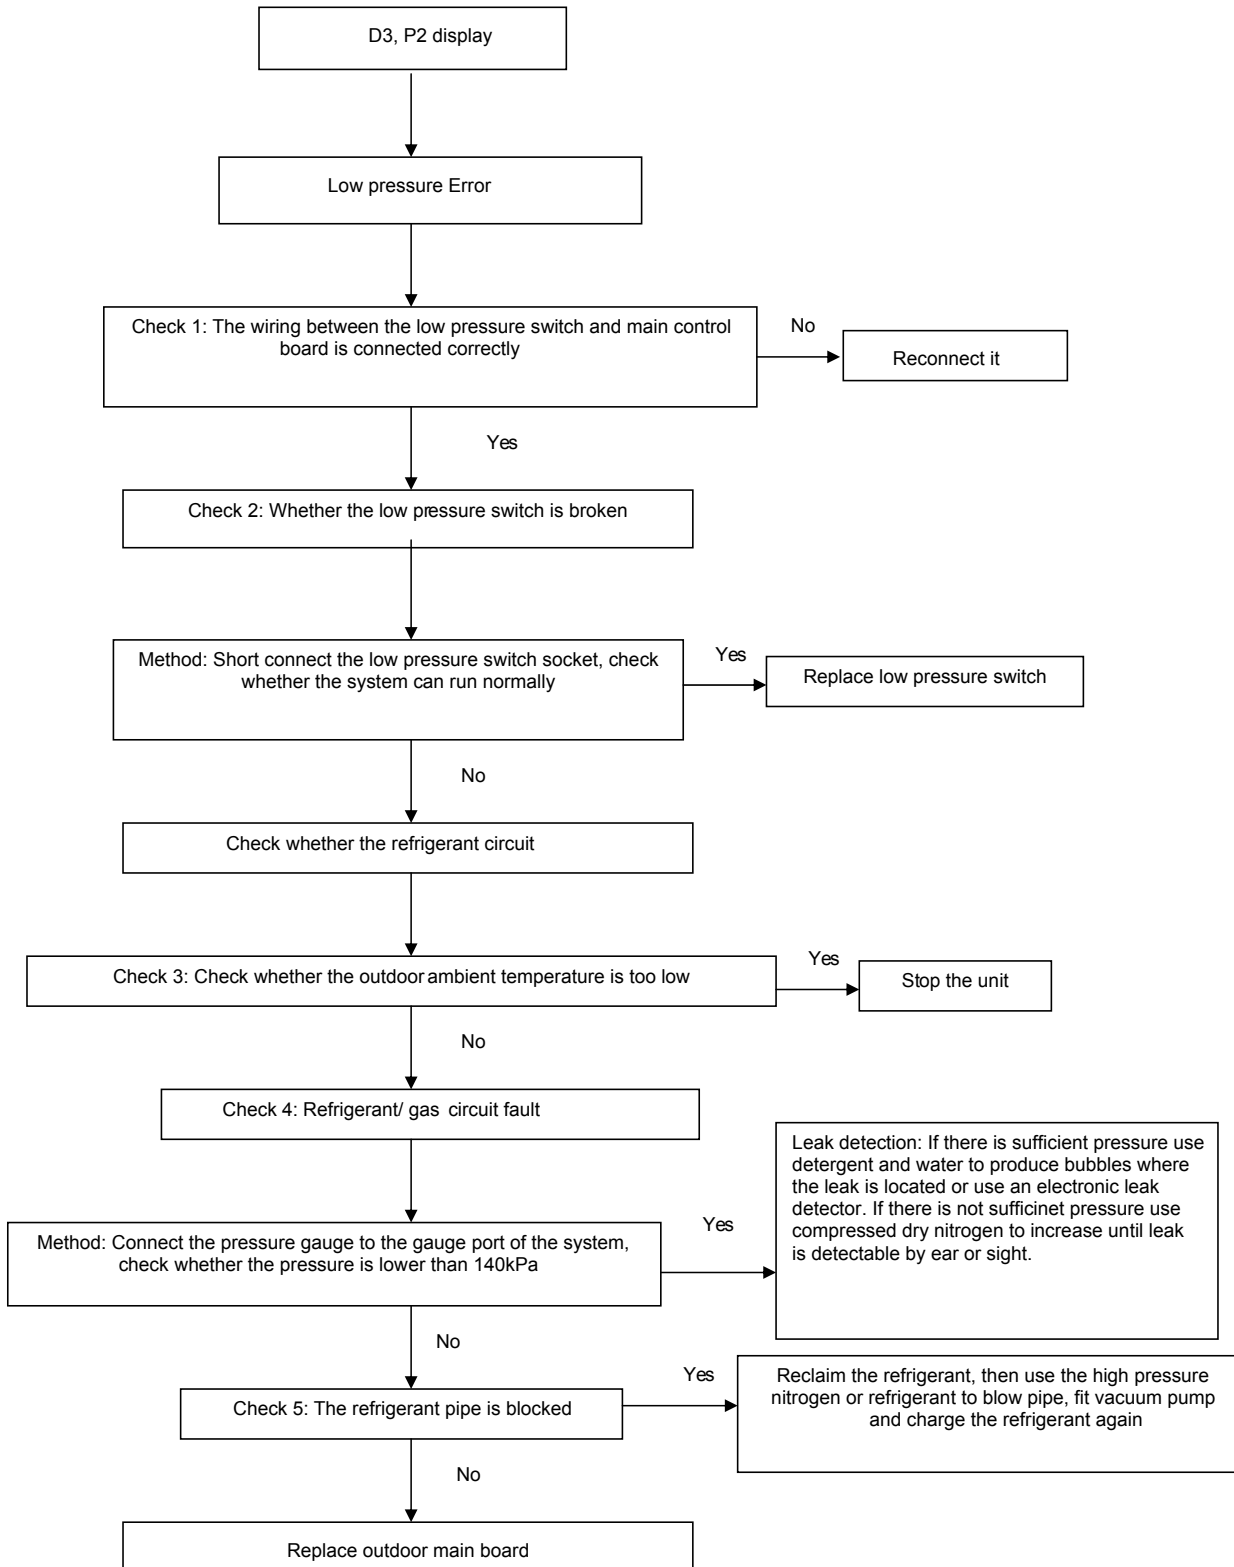 D3, P2 display
Low pressure Error
Check 1: The wiring between the low pressure switch and main control
board is connected correctly
No
Reconnect it
Yes
Check 2: Whether the low pressure switch is broken
Method: Short connect the low pressure switch socket, check
whether the system can run normally
Yes
Replace low pressure switch
No
Check whether the refrigerant circuit
Check 3: Check whether the outdoor ambient temperature is too low
Yes
Stop the unit
No
Check 4: Refrigerant/ gas circuit fault
Leak detection: If there is sufficient pressure use
detergent and water to produce bubbles where
the leak is located or use an electronic leak
detector. If there is not sufficinet pressure use
compressed dry nitrogen to increase until leak
is detectable by ear or sight.
Yes
Method: Connect the pressure gauge to the gauge port of the system,
check whether the pressure is lower than 140kPa
No
Yes
Reclaim the refrigerant, then use the high pressure
nitrogen or refrigerant to blow pipe, fit vacuum pump
and charge the refrigerant again
Check 5: The refrigerant pipe is blocked
No
Replace outdoor main board